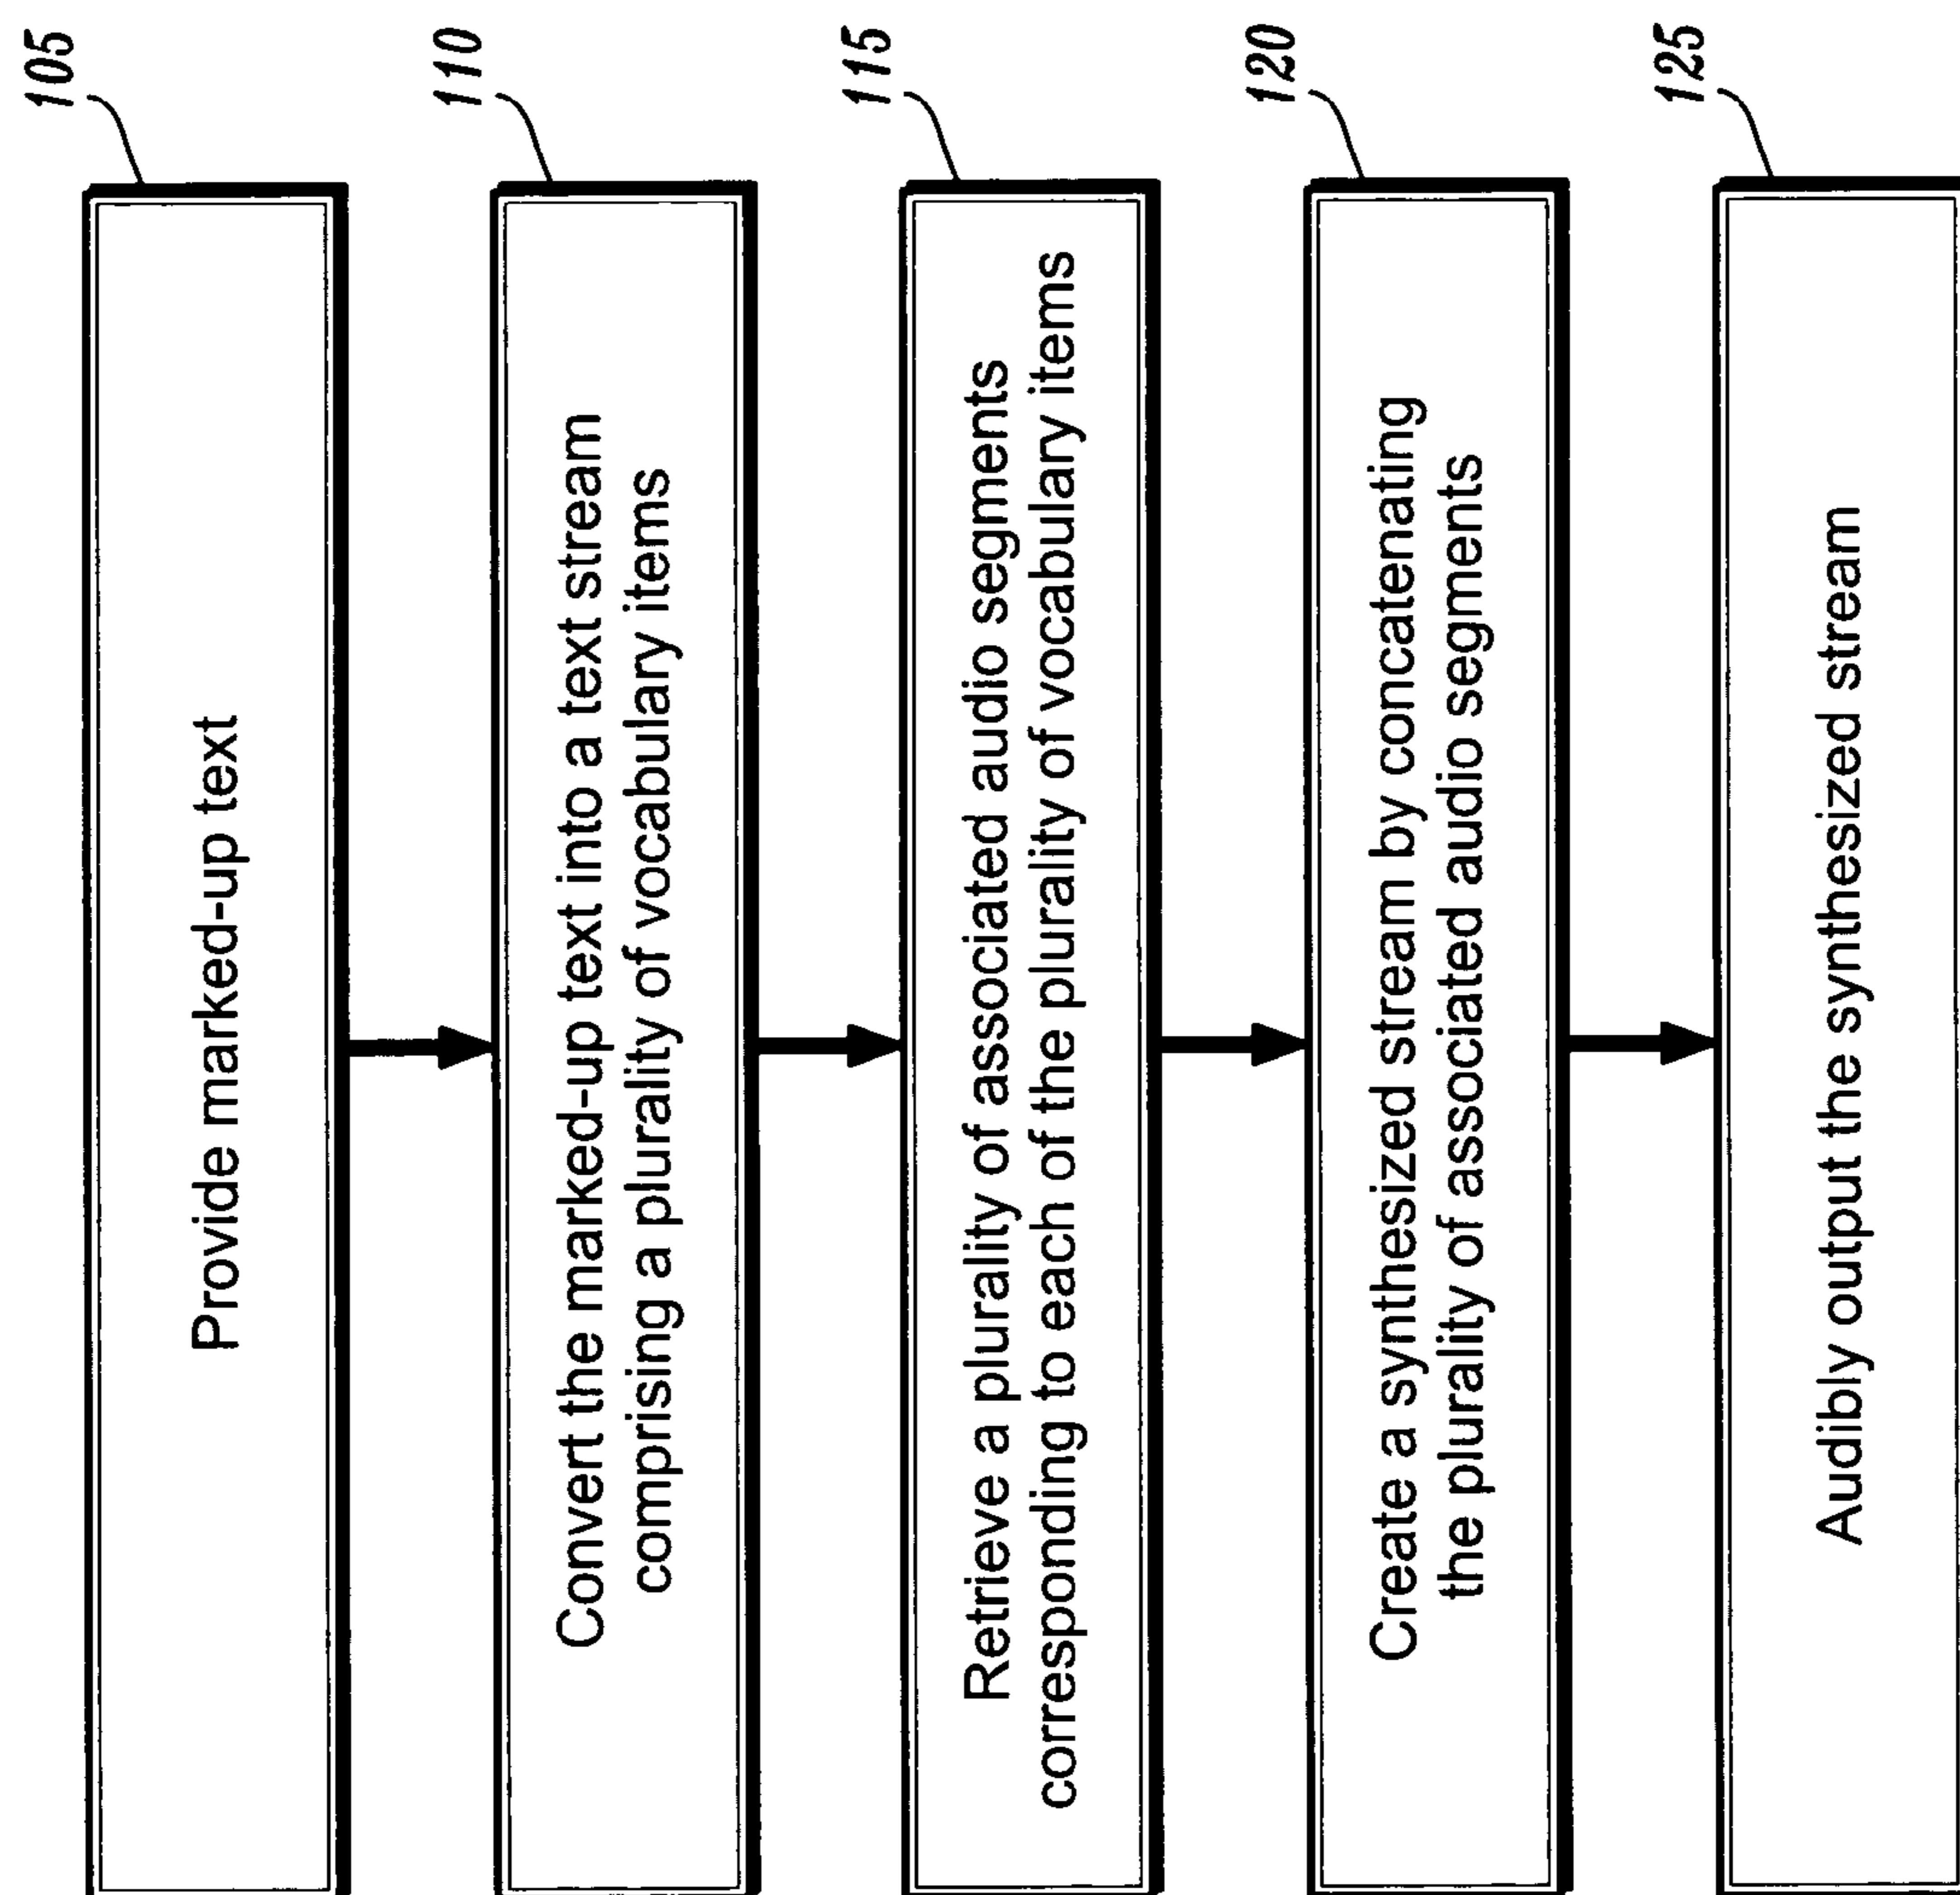 105
Provide marked-up text
110
Convert the marked-up text into a text stream
comprising a plurality of vocabulary items
115
Retrieve a plurality of associated audio segments
corresponding to each of the plurality of vocabulary items
120
Create a synthesized stream by concatenating
the plurality of associated audio segments
125
Audibly output the synthesized stream